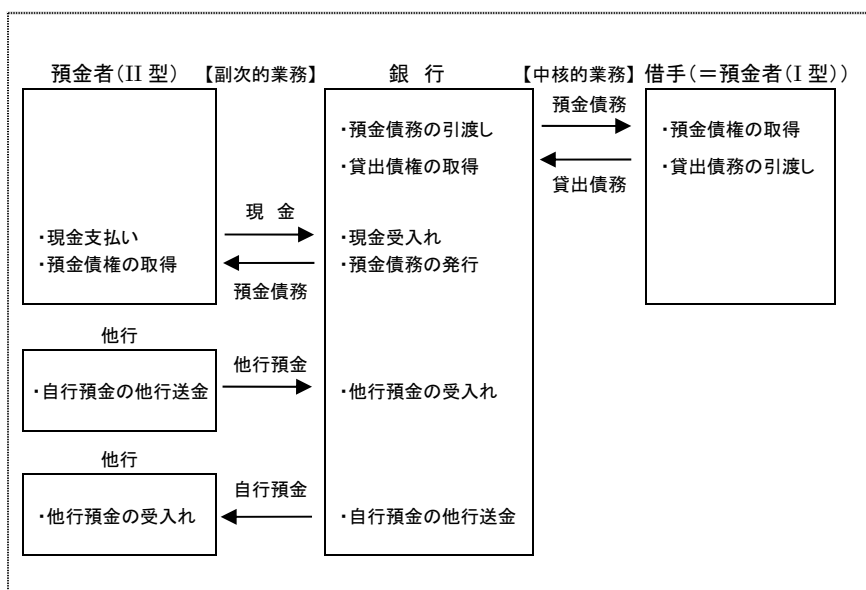 預金者(II 型) 【副次的業務】 銀 行 【中核的業務】 借手(=預金者(I 型))
預金債務
・預金債務の引渡し ・預金債権の取得
・貸出債権の取得 ・貸出債務の引渡し
貸出債務
現 金
・現金支払い ・現金受入れ
・預金債権の取得 ・預金債務の発行
預金債務
他行
他行預金
・自行預金の他行送金 ・他行預金の受入れ
他行
自行預金
・他行預金の受入れ ・自行預金の他行送金